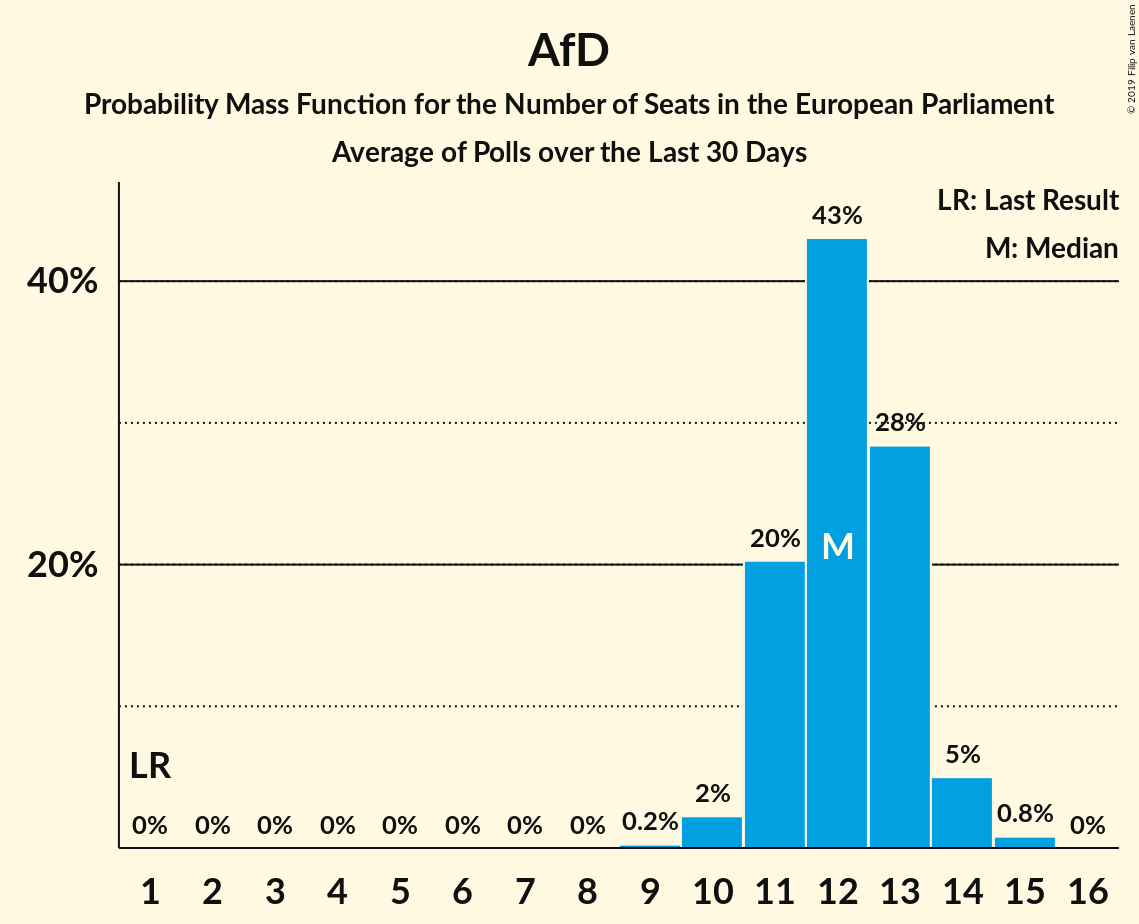 AfD
Probability Mass Function for the Number of Seats in the European Parliament
Average of Polls over the Last 30 Days
© 2019 Filip van Laenen
LR: Last Result
M: Median
43%
40%
28%
20%
20%
M
LR
5%
2%
0% 0% 0% 0% 0% 0% 0% 0% 0.2% 0.8% 0%
1 2 3 4 5 6 7 8 9 10 11 12 13 14 15 16